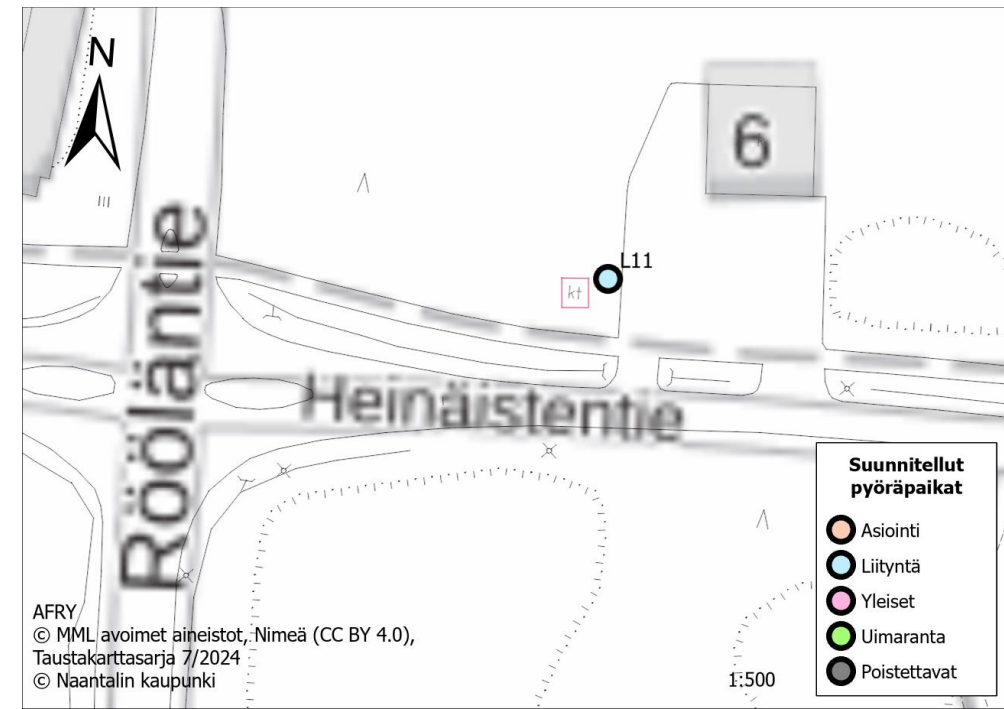 N
6
Rööläntie
L11
kt
Heinäistentie
Suunnitellut
pyöräpaikat
Asiointi
Liityntä
Yleiset
Uimaranta
Poistettavat
AFRY
© MML avoimet aineistot, Nimeä (CC BY 4.0),
Taustakarttasarja 7/2024
© Naantalin kaupunki
1:500